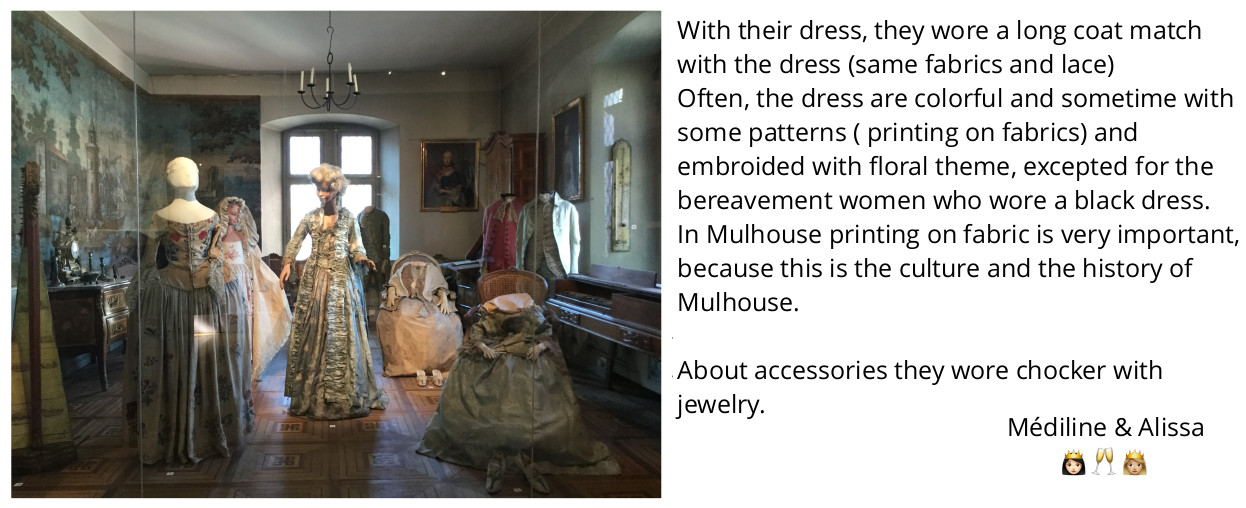 With their dress, they wore a long coat match
with the dress (same fabrics and lace)
Often, the dress are colorful and sometime with
some patterns ( printing on fabrics) and
embroided with floral theme, excepted for the
bereavement women who wore a black dress.
In Mulhouse printing on fabric is very important,
because this is the culture and the history of
Mulhouse.
.About accessories they wore chocker with
jewelry.
Médiline & Alissa
👸🏻🥂👸🏼